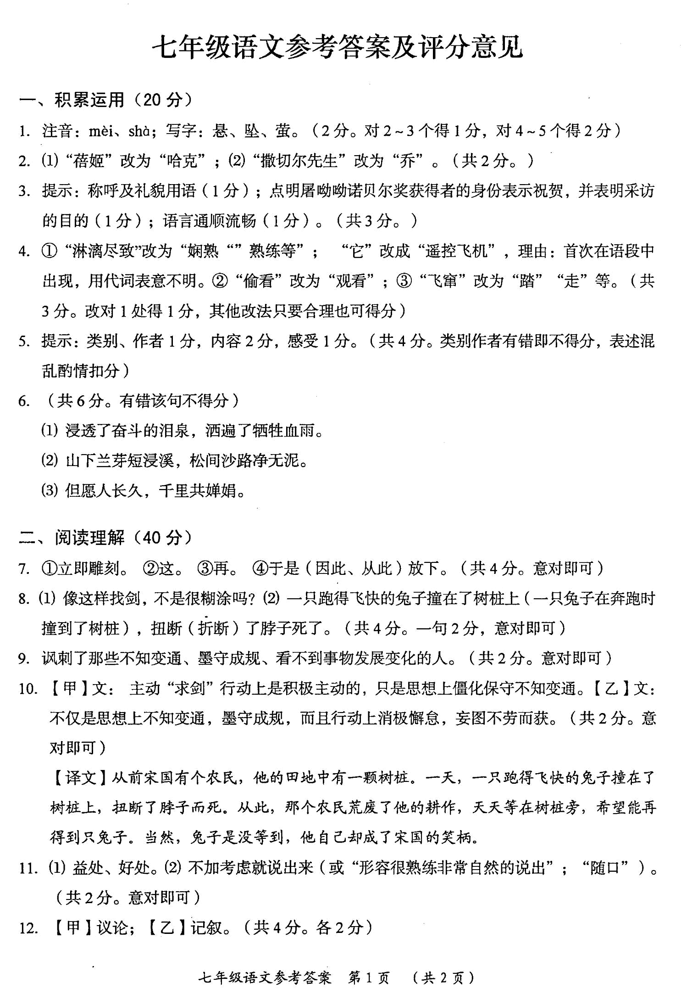 七年级语文参考答案及评分意见
一、积累运用（20 分）
1. 注音：mèi、shà；写字：悬、坠、萤。（2 分。对 2～3 个得 1 分，对 4～5 个得 2 分）
2. (1)“蓓姬”改为“哈克”；(2)“撒切尔先生”改为“乔”。（共 2 分。）
3. 提示：称呼及礼貌用语（1 分）；点明屠呦呦诺贝尔奖获得者的身份表示祝贺，并表明采访
的目的（1 分）；语言通顺流畅（1 分）。（共 3 分。）
4. ①“淋漓尽致”改为“娴熟“”熟练等”； “它”改成“遥控飞机”，理由：首次在语段中
出现，用代词表意不明。②“偷看”改为“观看”；③“飞窜”改为“踏”“走”等。（共
3 分。改对 1 处得 1 分，其他改法只要合理也可得分）
5. 提示：类别、作者 1 分，内容 2 分，感受 1 分。（共 4 分。类别作者有错即不得分，表述混
乱酌情扣分）
6. （共 6 分。有错该句不得分）
(1) 浸透了奋斗的泪泉，洒遍了牺牲血雨。
(2) 山下兰芽短浸溪，松间沙路净无泥。
(3) 但愿人长久，千里共婵娟。
二、阅读理解（40 分）
7. ①立即雕刻。 ②这。 ③再。 ④于是（因此、从此）放下。（共 4 分。意对即可）
8. (1) 像这样找剑，不是很糊涂吗？(2) 一只跑得飞快的兔子撞在了树桩上（一只兔子在奔跑时
撞到了树桩），扭断（折断）了脖子死了。（共 4 分。一句 2 分，意对即可）
9. 讽刺了那些不知变通、墨守成规、看不到事物发展变化的人。（共 2 分。意对即可）
10. 【甲】文： 主动“求剑”行动上是积极主动的，只是思想上僵化保守不知变通。【乙】文：
不仅是思想上不知变通，墨守成规，而且行动上消极懈怠，妄图不劳而获。（共 2 分。意
对即可）
【译文】从前宋国有个农民，他的田地中有一颗树桩。一天，一只跑得飞快的兔子撞在了
树桩上，扭断了脖子而死。从此，那个农民荒废了他的耕作，天天等在树桩旁，希望能再
得到只兔子。当然，兔子是没等到，他自己却成了宋国的笑柄。
11. (1) 益处、好处。(2) 不加考虑就说出来（或“形容很熟练非常自然的说出”；“随口”）。
（共 2 分。意对即可）
12. 【甲】议论；【乙】记叙。（共 4 分。各 2 分）
七年级语文参考答案 第 1 页 （共 2 页）